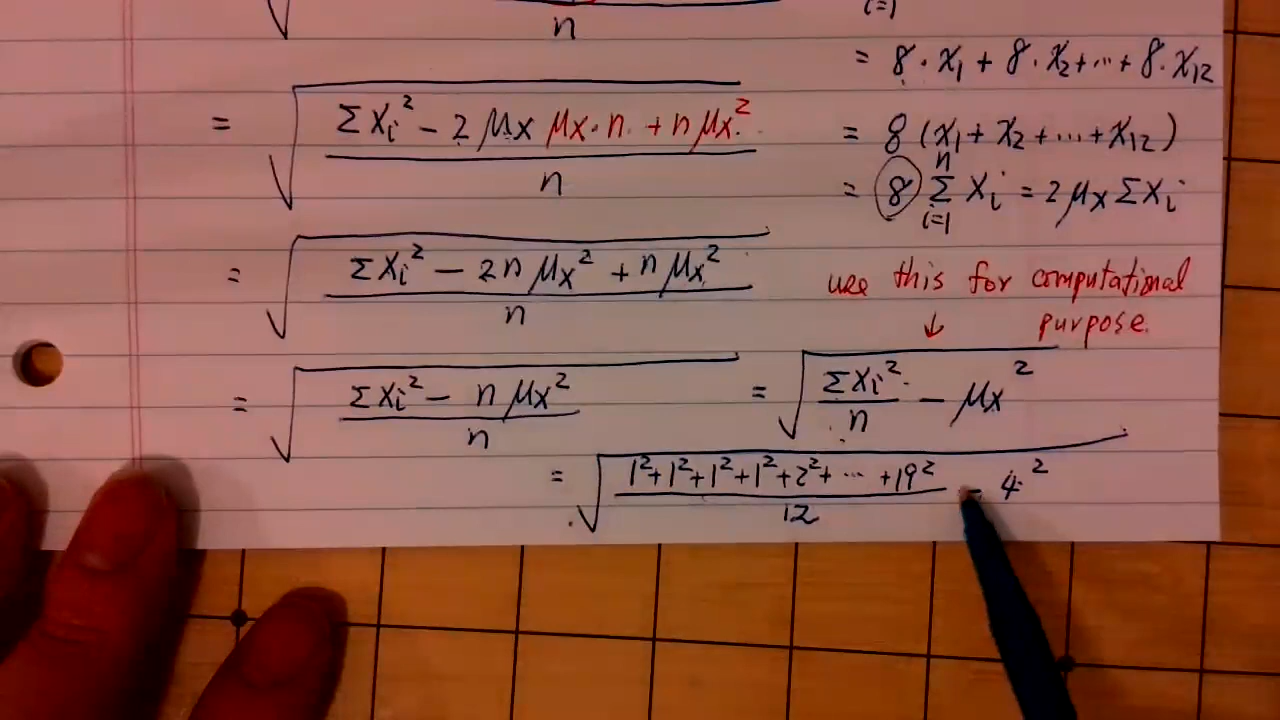 n
i=1
= 8 · x₁ + 8 · x₂ + ... + 8 · x₁₂
= √((Σxᵢ² − 2μx μx·n + nμx²) / n)
= 8 (x₁ + x₂ + ... + x₁₂)
= 8 Σⁿᵢ₌₁ xᵢ = 2μx Σxᵢ
= √((Σxᵢ² − 2nμx² + nμx²) / n)
use this for computational
↓ purpose.
= √((Σxᵢ² − nμx²) / n) = √(Σxᵢ²/n − μx²)
= √((1²+1²+1²+1²+2²+ ... +19²)/12 − 4²)